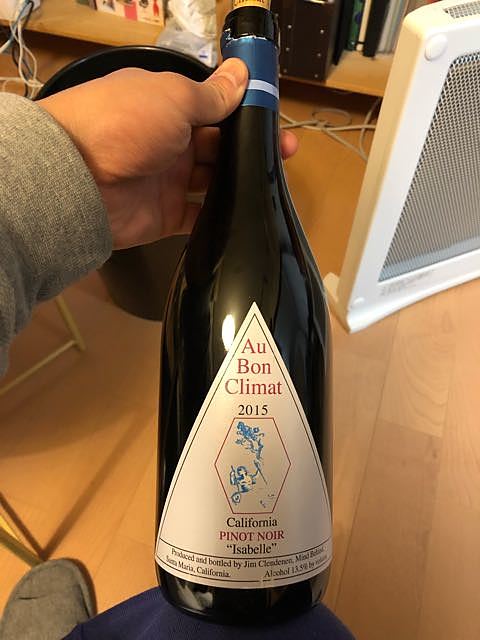 Au
Bon
Climat
2015
California
PINOT NOIR
“Isabelle”
Produced and bottled by Jim Clendenen, Mind Behind
Santa Maria, California. Alcohol 13.5% by